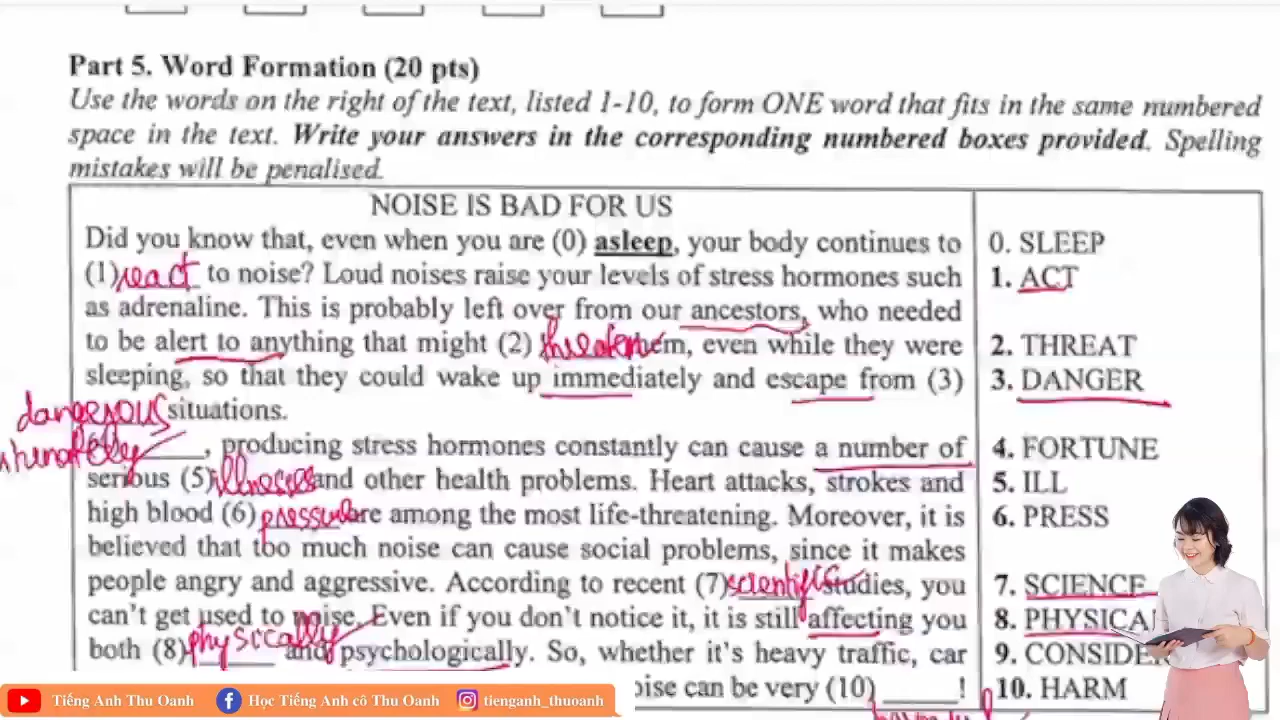 Part 5. Word Formation (20 pts)
Use the words on the right of the text, listed 1-10, to form ONE word that fits in the same numbered
space in the text. Write your answers in the corresponding numbered boxes provided. Spelling
mistakes will be penalised.
NOISE IS BAD FOR US
Did you know that, even when you are (0) asleep, your body continues to
(1) react to noise? Loud noises raise your levels of stress hormones such
as adrenaline. This is probably left over from our ancestors, who needed
to be alert to anything that might (2) threaten them, even while they were
sleeping, so that they could wake up immediately and escape from (3)
dangerous situations.
, producing stress hormones constantly can cause a number of
serious (5) illnesses and other health problems. Heart attacks, strokes and
high blood (6) pressure are among the most life-threatening. Moreover, it is
believed that too much noise can cause social problems, since it makes
people angry and aggressive. According to recent (7) scientific studies, you
can't get used to noise. Even if you don't notice it, it is still affecting you
both (8) physically and psychologically. So, whether it's heavy traffic, car
oise can be very (10) ______ !
0. SLEEP
1. ACT
2. THREAT
3. DANGER
4. FORTUNE
5. ILL
6. PRESS
7. SCIENCE
8. PHYSICA
9. CONSIDER
10. HARM
Tiếng Anh Thu Oanh
Học Tiếng Anh cô Thu Oanh
tienganh_thuoanh